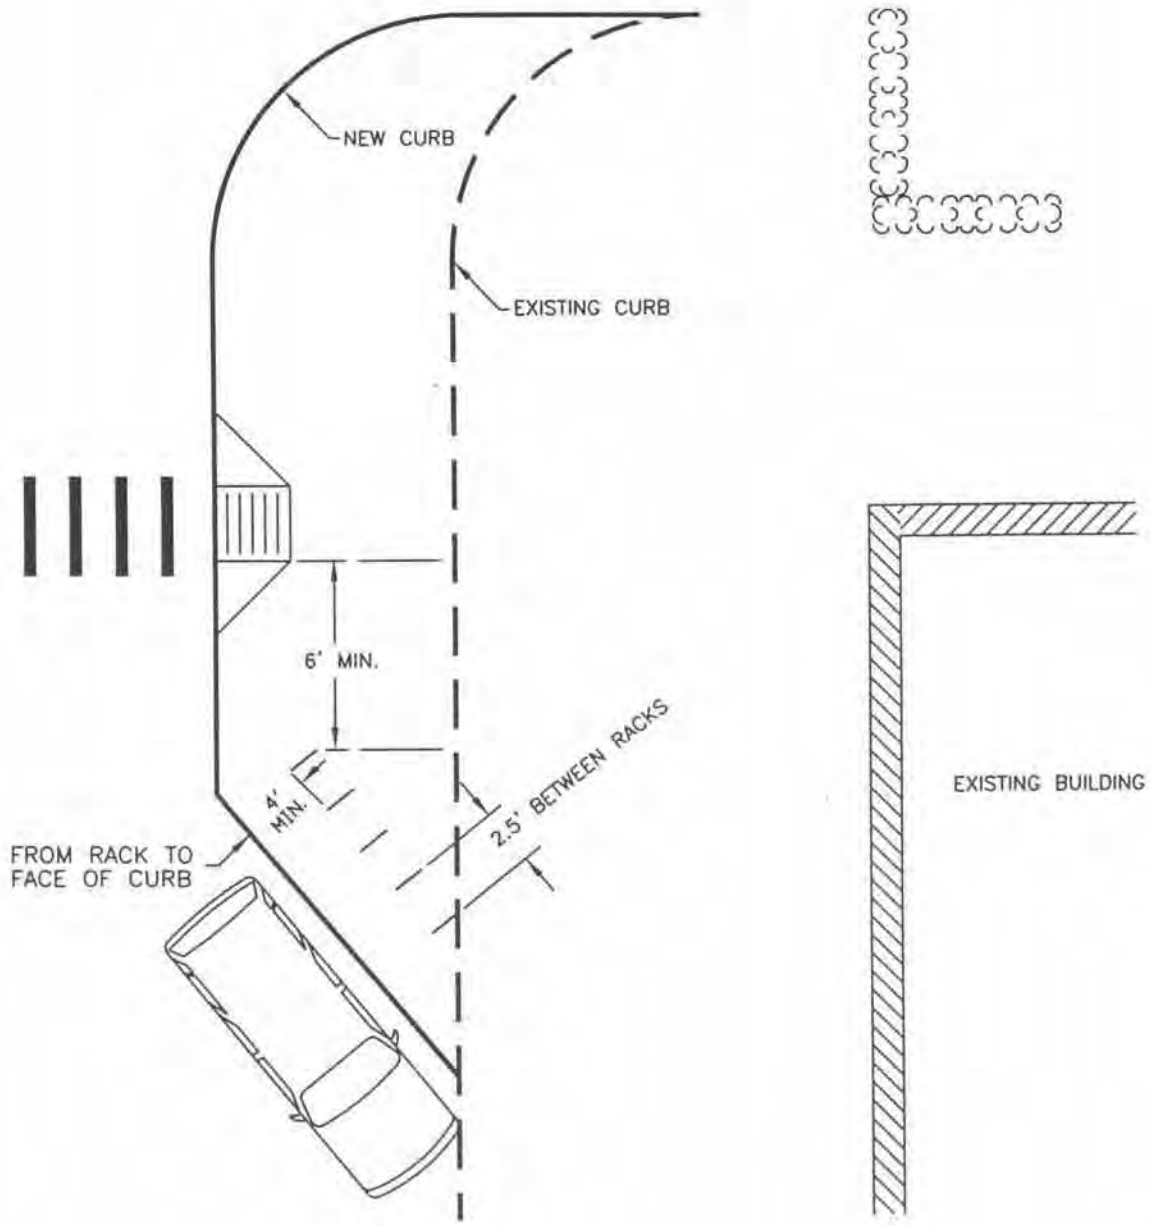 NEW CURB
EXISTING CURB
6' MIN.
2.5' BETWEEN RACKS
4'
MIN.
EXISTING BUILDING
FROM RACK TO
FACE OF CURB